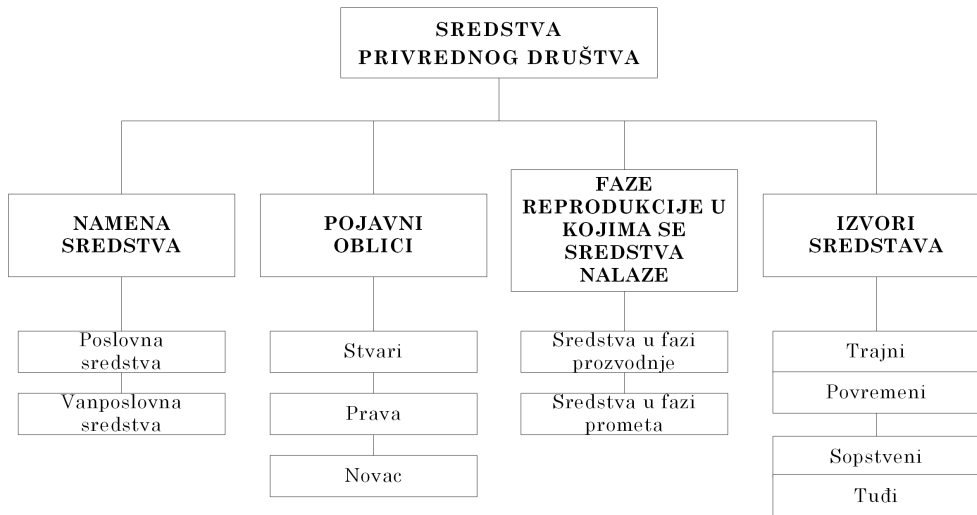 SREDSTVA
PRIVREDNOG DRUŠTVA
NAMENA
SREDSTVA
Poslovna
sredstva
Vanposlovna
sredstva
POJAVNI
OBLICI
Stvari
Prava
Novac
FAZE
REPRODUKCIJE U
KOJIMA SE
SREDSTVA
NALAZE
Sredstva u fazi
prozvodnje
Sredstva u fazi
prometa
IZVORI
SREDSTAVA
Trajni
Povremeni
Sopstveni
Tuđi